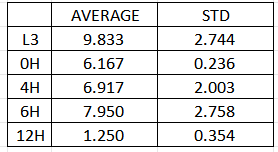 AVERAGE STD
L3 9.833 2.744
0H 6.167 0.236
4H 6.917 2.003
6H 7.950 2.758
12H 1.250 0.354